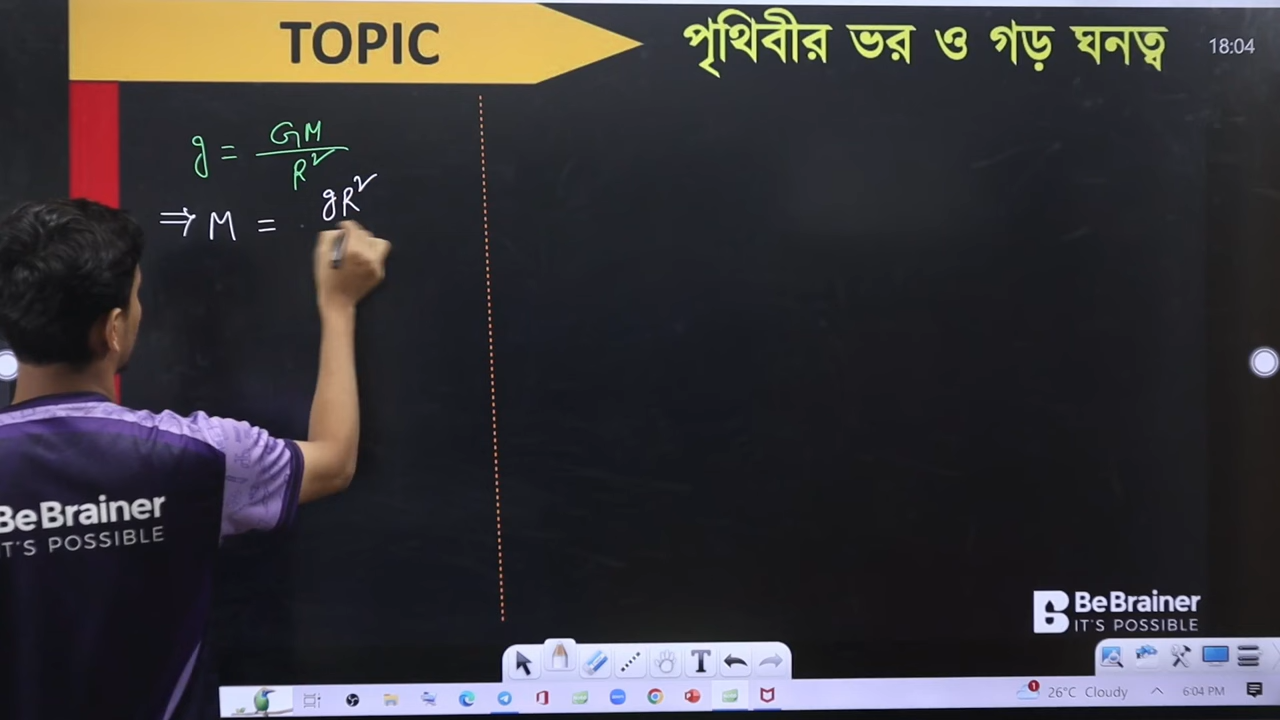 TOPIC
পৃথিবীর ভর ও গড় ঘনত্ব
18:04
g = GM / R²
⇒ M = gR²
BeBrainer
IT'S POSSIBLE
BeBrainer
IT'S POSSIBLE
T
1
26°C Cloudy
6:04 PM